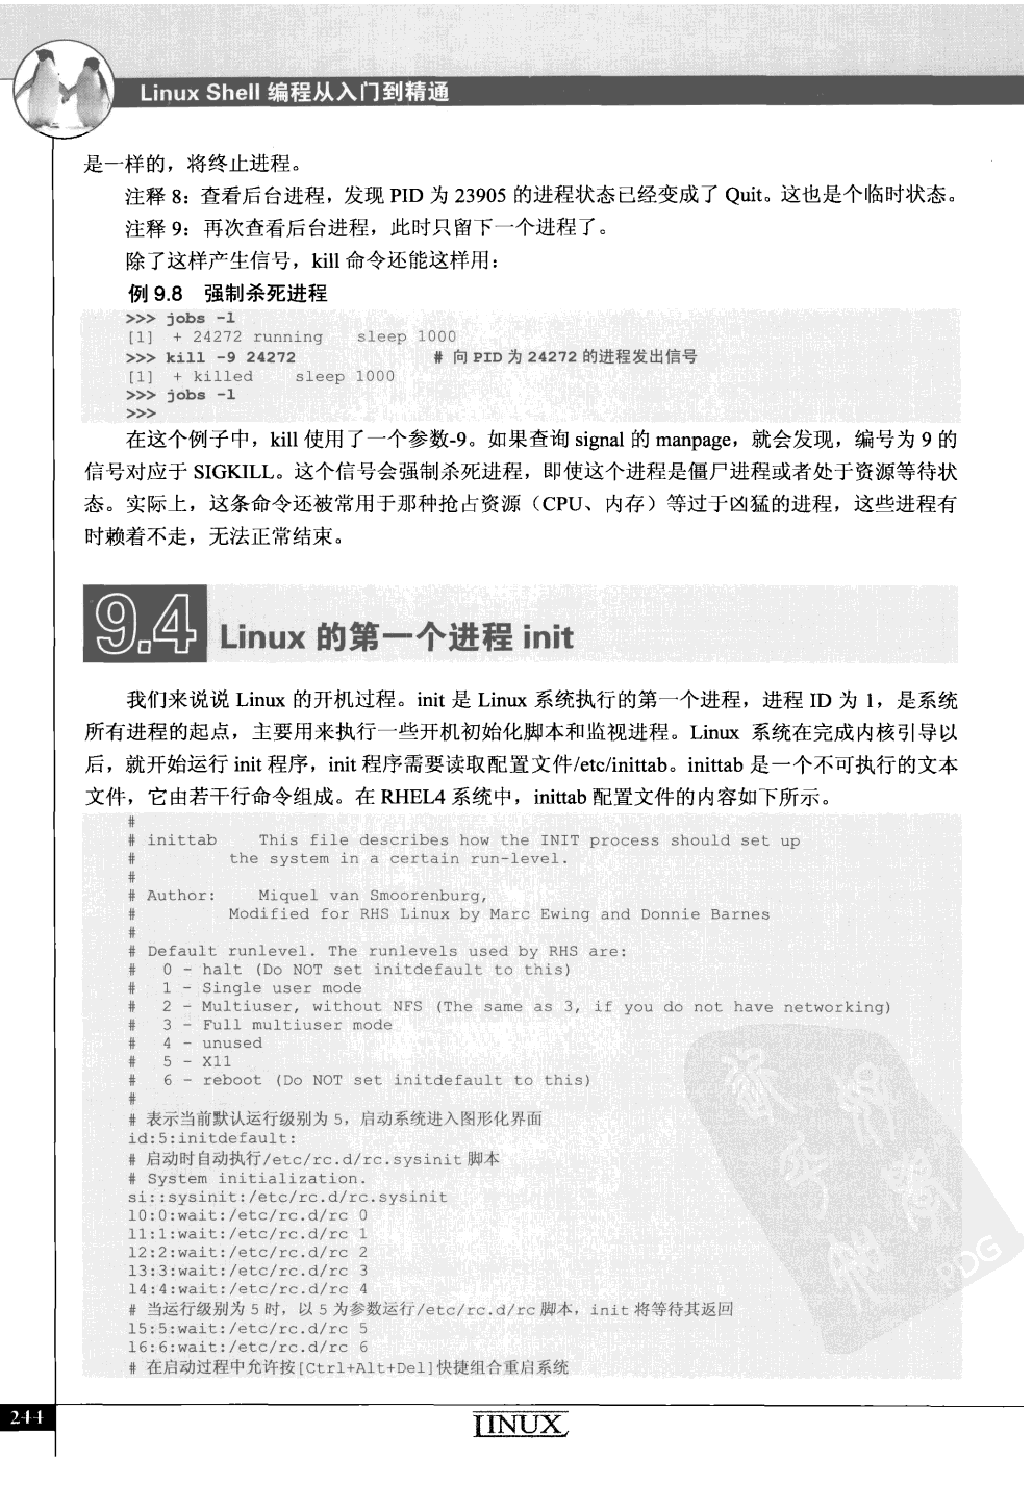 Linux Shell 编程从入门到精通
是一样的，将终止进程。
注释 8：查看后台进程，发现 PID 为 23905 的进程状态已经变成了 Quit。这也是个临时状态。
注释 9：再次查看后台进程，此时只留下一个进程了。
除了这样产生信号，kill 命令还能这样用：
例 9.8 强制杀死进程
>>> jobs -l
[1] + 24272 running sleep 1000
>>> kill -9 24272 # 向 PID 为 24272 的进程发出信号
[1] + killed sleep 1000
>>> jobs -l
>>>
在这个例子中，kill 使用了一个参数-9。如果查询 signal 的 manpage，就会发现，编号为 9 的
信号对应于 SIGKILL。这个信号会强制杀死进程，即使这个进程是僵尸进程或者处于资源等待状
态。实际上，这条命令还被常用于那种抢占资源（CPU、内存）等过于凶猛的进程，这些进程有
时赖着不走，无法正常结束。
9.4 Linux 的第一个进程 init
我们来说说 Linux 的开机过程。init 是 Linux 系统执行的第一个进程，进程 ID 为 1，是系统
所有进程的起点，主要用来执行一些开机初始化脚本和监视进程。Linux 系统在完成内核引导以
后，就开始运行 init 程序，init 程序需要读取配置文件/etc/inittab。inittab 是一个不可执行的文本
文件，它由若干行命令组成。在 RHEL4 系统中，inittab 配置文件的内容如下所示。
#
# inittab This file describes how the INIT process should set up
# the system in a certain run-level.
#
# Author: Miquel van Smoorenburg,
# Modified for RHS Linux by Marc Ewing and Donnie Barnes
#
# Default runlevel. The runlevels used by RHS are:
# 0 - halt (Do NOT set initdefault to this)
# 1 - Single user mode
# 2 - Multiuser, without NFS (The same as 3, if you do not have networking)
# 3 - Full multiuser mode
# 4 - unused
# 5 - X11
# 6 - reboot (Do NOT set initdefault to this)
#
# 表示当前默认运行级别为 5，启动系统进入图形化界面
id:5:initdefault:
# 启动时自动执行/etc/rc.d/rc.sysinit 脚本
# System initialization.
si::sysinit:/etc/rc.d/rc.sysinit
l0:0:wait:/etc/rc.d/rc 0
l1:1:wait:/etc/rc.d/rc 1
l2:2:wait:/etc/rc.d/rc 2
l3:3:wait:/etc/rc.d/rc 3
l4:4:wait:/etc/rc.d/rc 4
# 当运行级别为 5 时，以 5 为参数运行/etc/rc.d/rc 脚本，init 将等待其返回
l5:5:wait:/etc/rc.d/rc 5
l6:6:wait:/etc/rc.d/rc 6
# 在启动过程中允许按[Ctrl+Alt+Del]快捷组合重启系统
PDG
244
LINUX